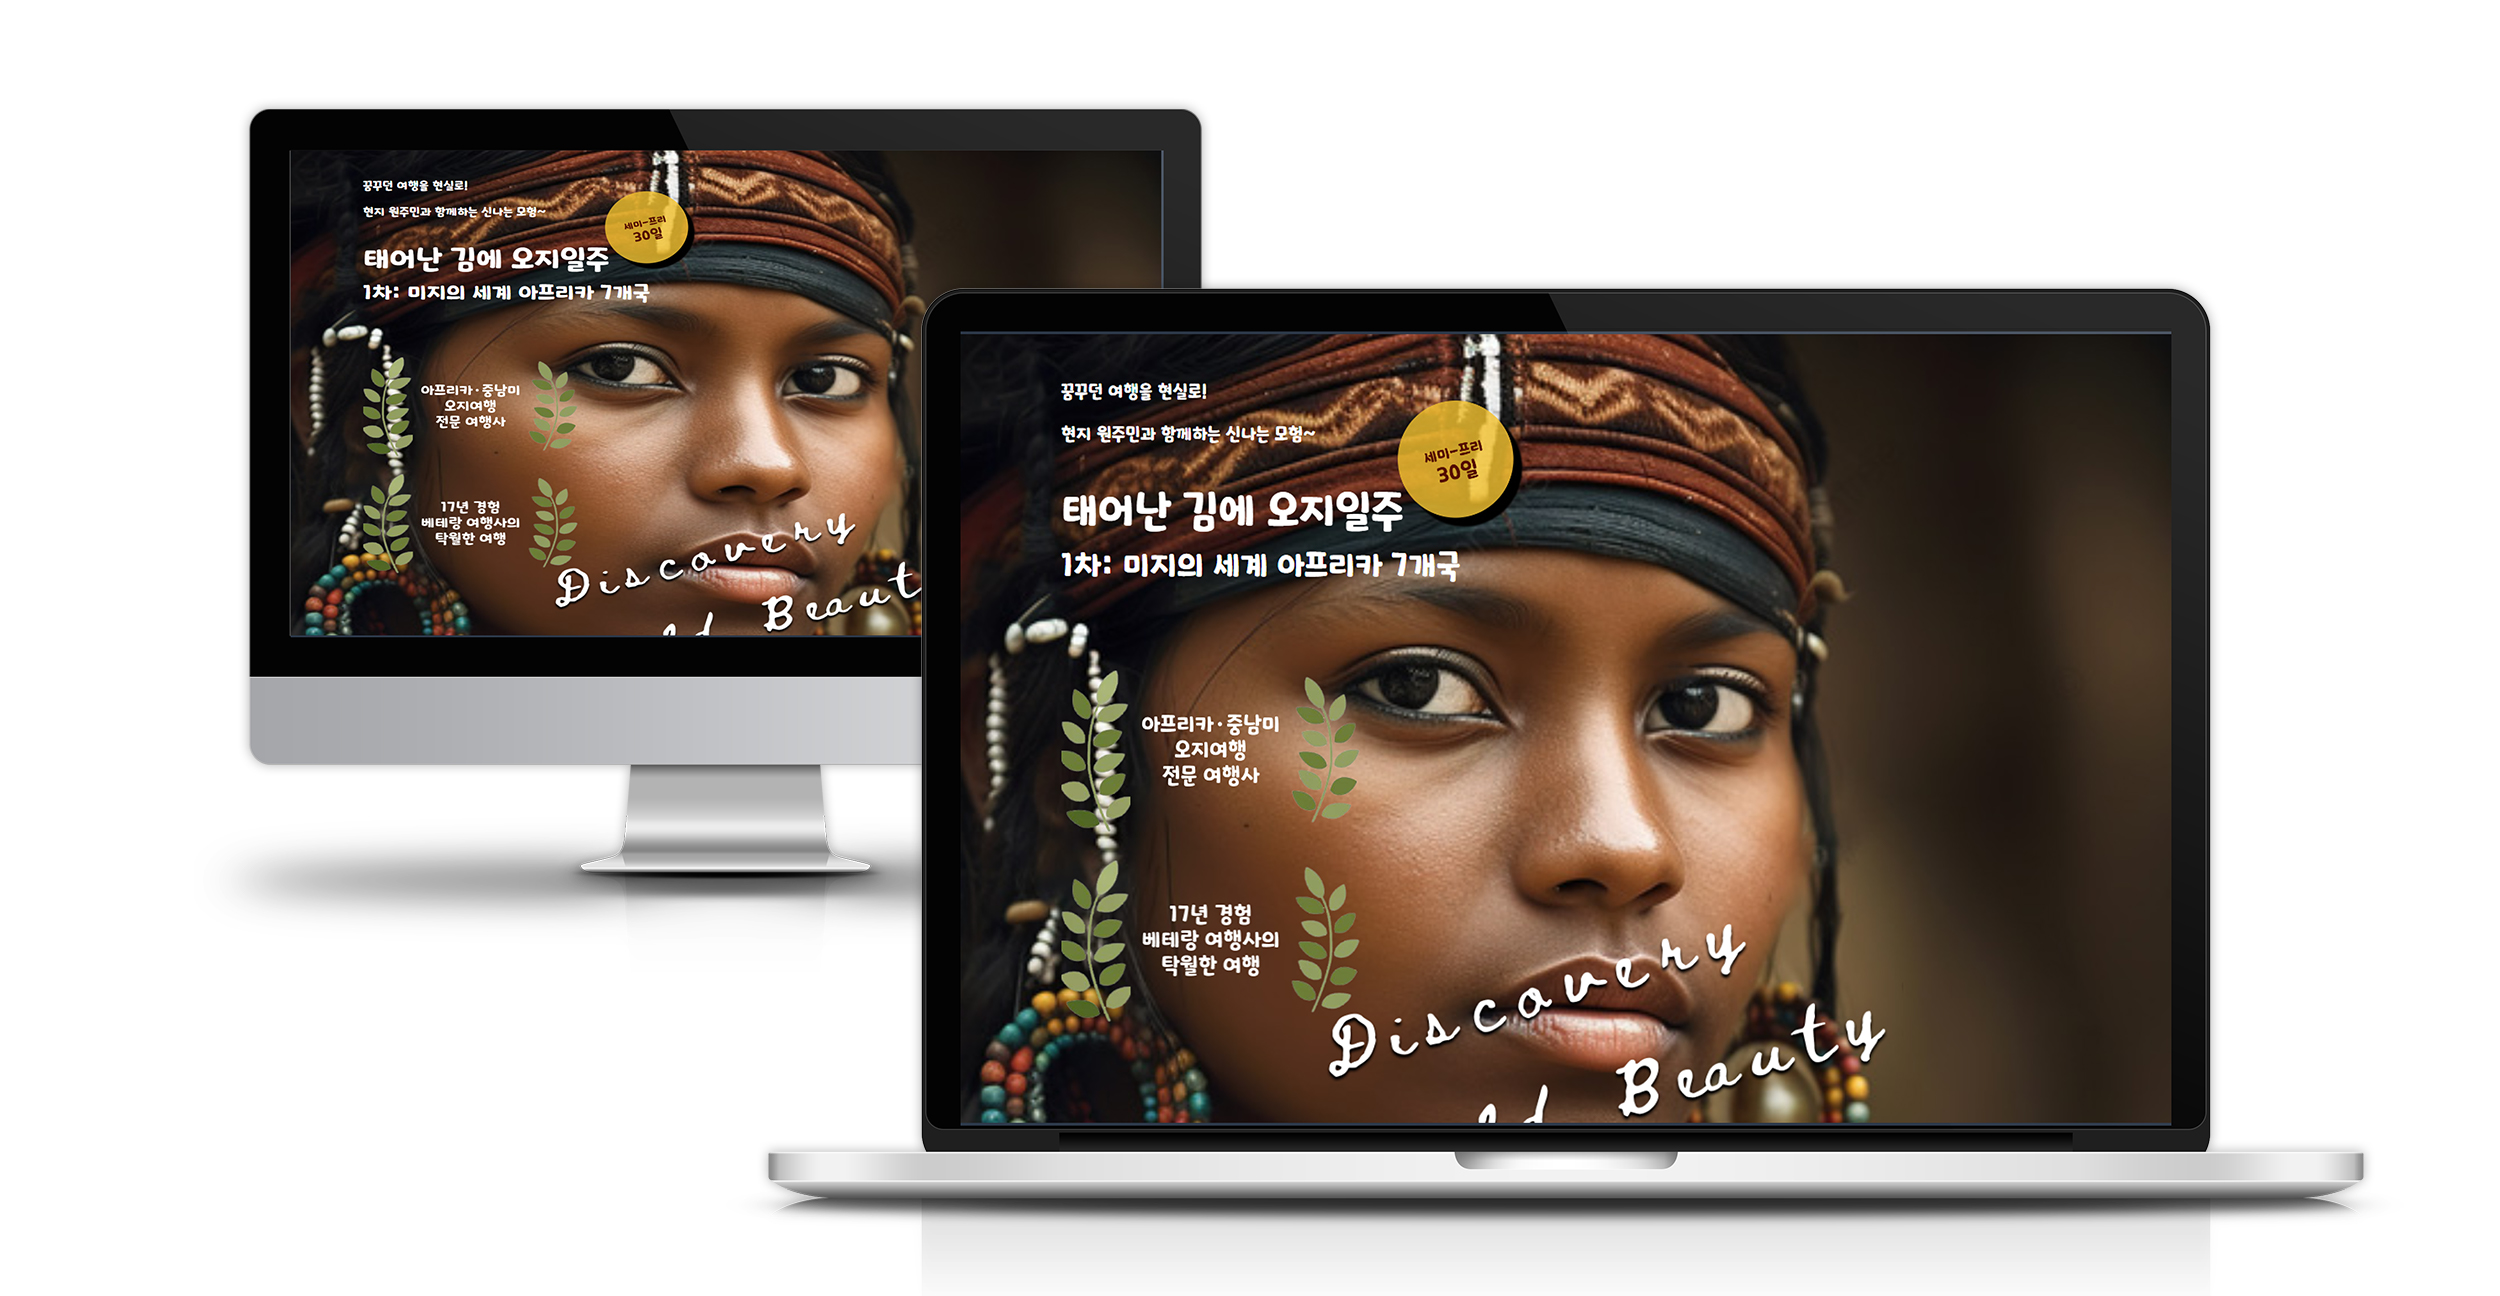 꿈꾸던 여행을 현실로!
현지 원주민과 함께하는 신나는 모험~
세미-프리
30일
태어난 김에 오지일주
1차: 미지의 세계 아프리카 7개국
아프리카·중남미
오지여행
전문 여행사
17년 경험
베테랑 여행사의
탁월한 여행
Discovery
Beaut
꿈꾸던 여행을 현실로!
현지 원주민과 함께하는 신나는 모험~
세미-프리
30일
태어난 김에 오지일주
1차: 미지의 세계 아프리카 7개국
아프리카·중남미
오지여행
전문 여행사
17년 경험
베테랑 여행사의
탁월한 여행
Discovery
Beauty